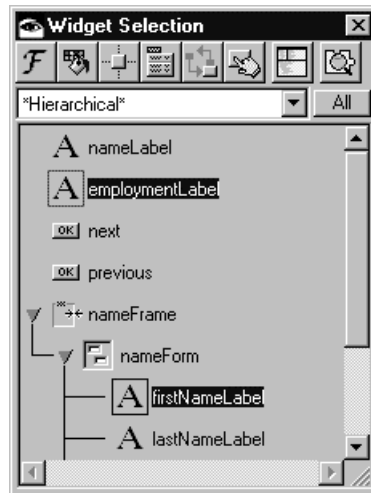 Widget Selection
F
*Hierarchical*
All
A nameLabel
A employmentLabel
OK next
OK previous
nameFrame
nameForm
A firstNameLabel
A lastNameLabel